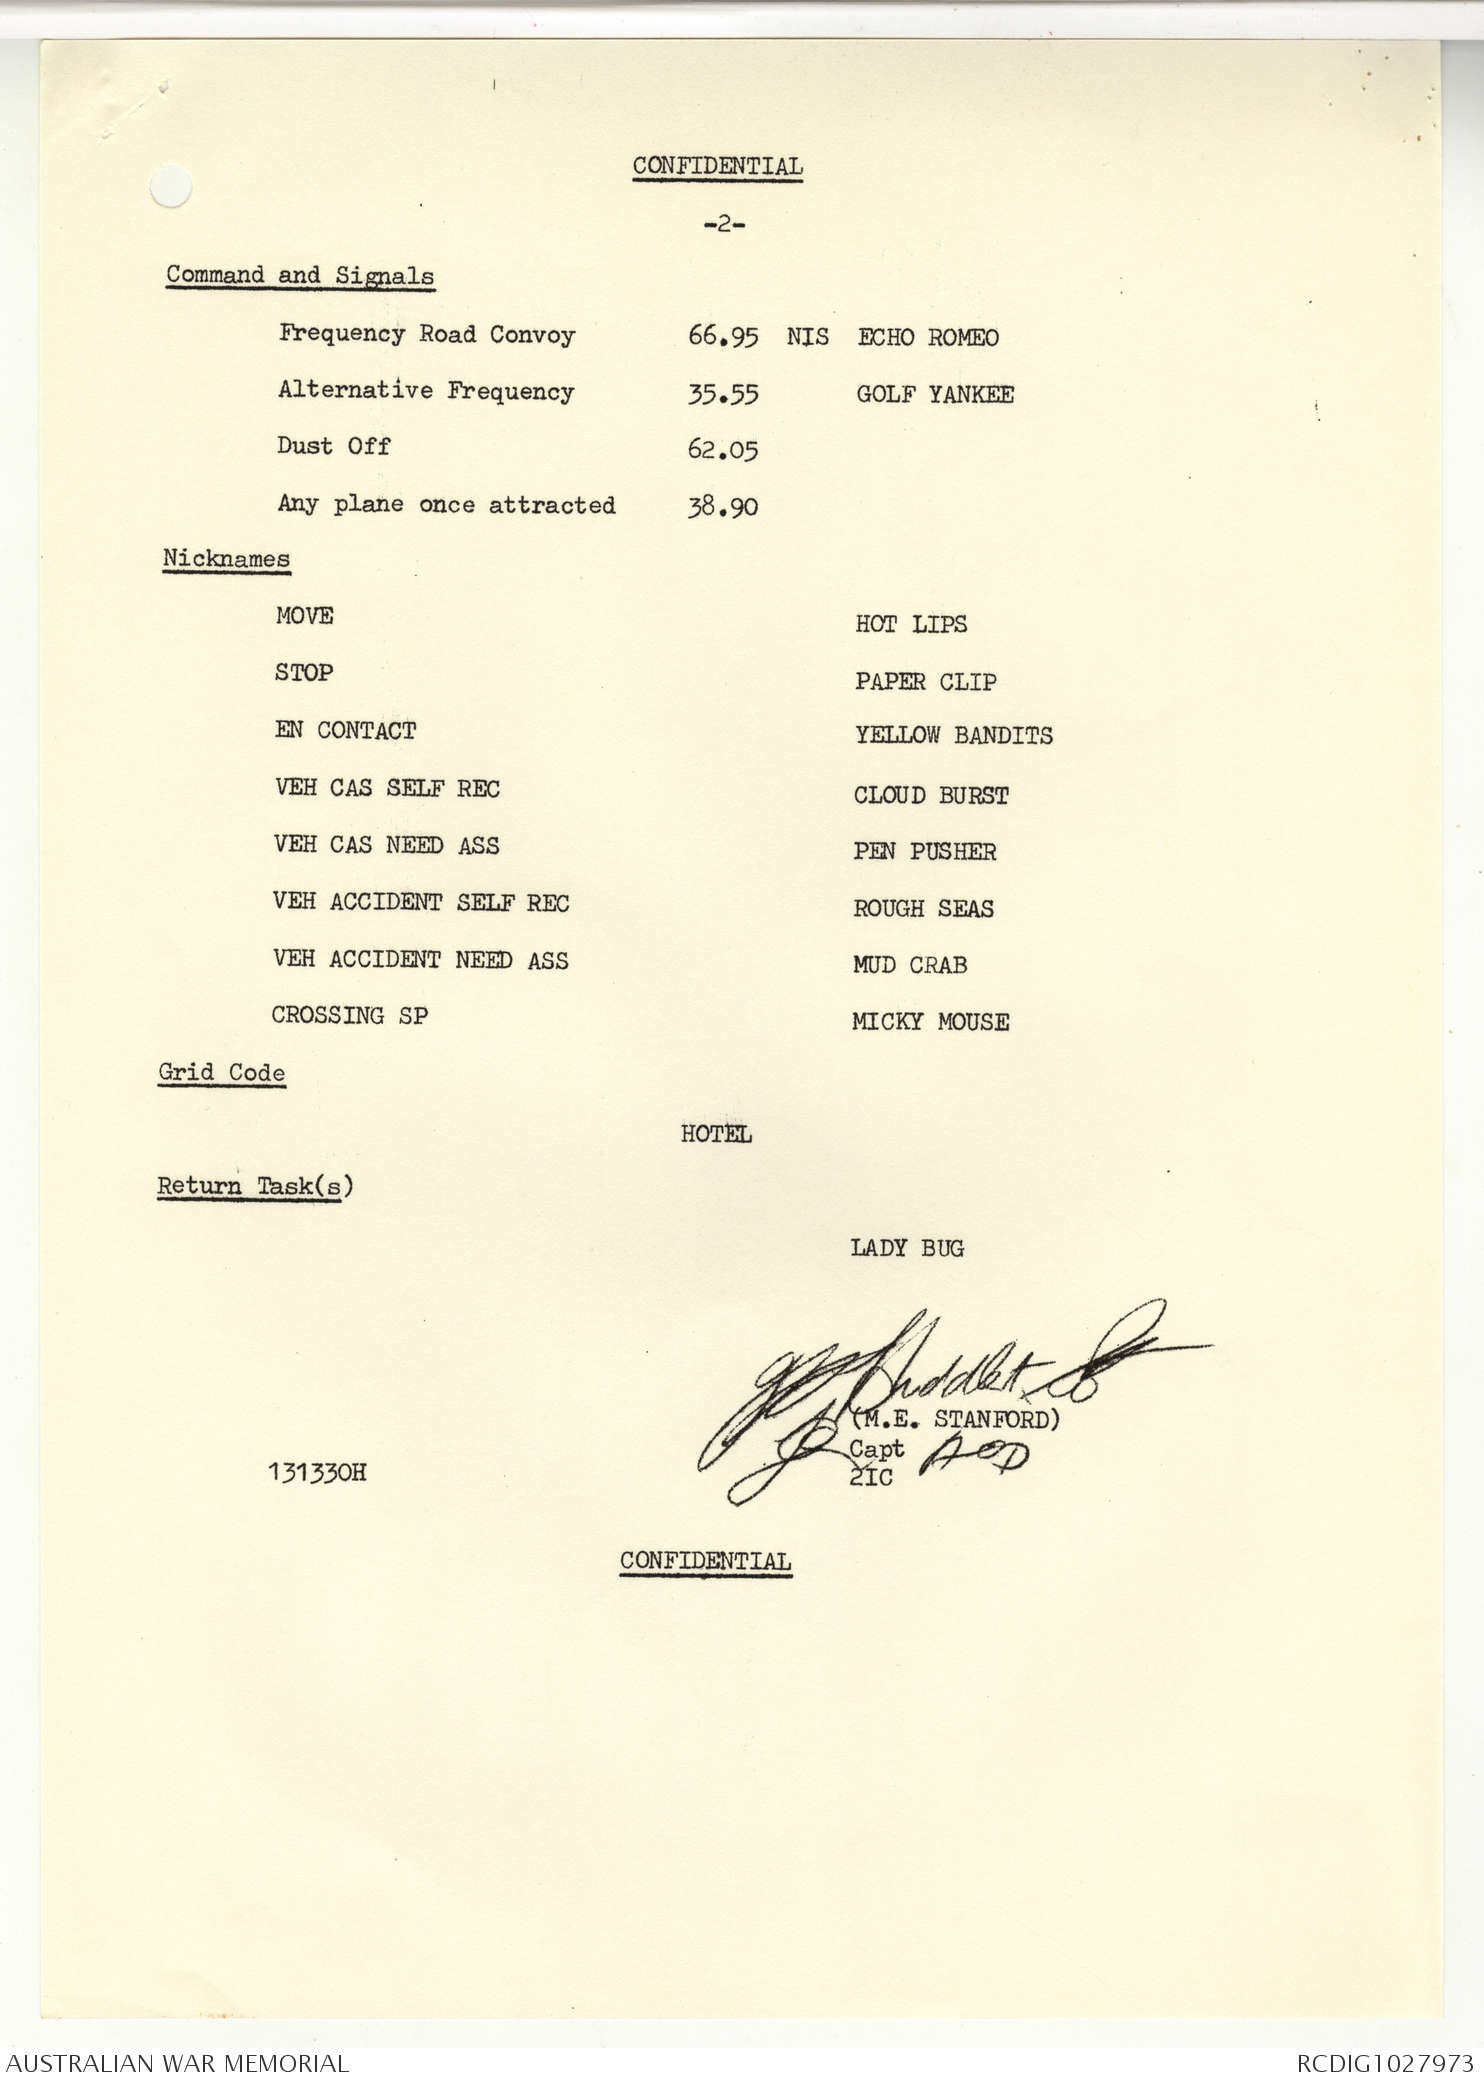 CONFIDENTIAL
-2-
Command and Signals
Frequency Road Convoy 66.95 NIS ECHO ROMEO
Alternative Frequency 35.55 GOLF YANKEE
Dust Off 62.05
Any plane once attracted 38.90
Nicknames
MOVE HOT LIPS
STOP PAPER CLIP
EN CONTACT YELLOW BANDITS
VEH CAS SELF REC CLOUD BURST
VEH CAS NEED ASS PEN PUSHER
VEH ACCIDENT SELF REC ROUGH SEAS
VEH ACCIDENT NEED ASS MUD CRAB
CROSSING SP MICKY MOUSE
Grid Code
HOTEL
Return Task(s)
LADY BUG
(M.E. STANFORD)
Capt AOD
131330H 2IC
CONFIDENTIAL
AUSTRALIAN WAR MEMORIAL RCDIG1027973